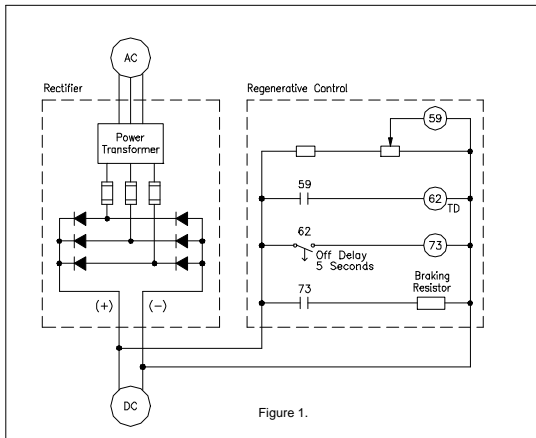 AC
Rectifier
Regenerative Control
Power
Transformer
59
59
62
TD
62
Off Delay
5 Seconds
73
73
Braking
Resistor
(+)
(-)
DC
Figure 1.